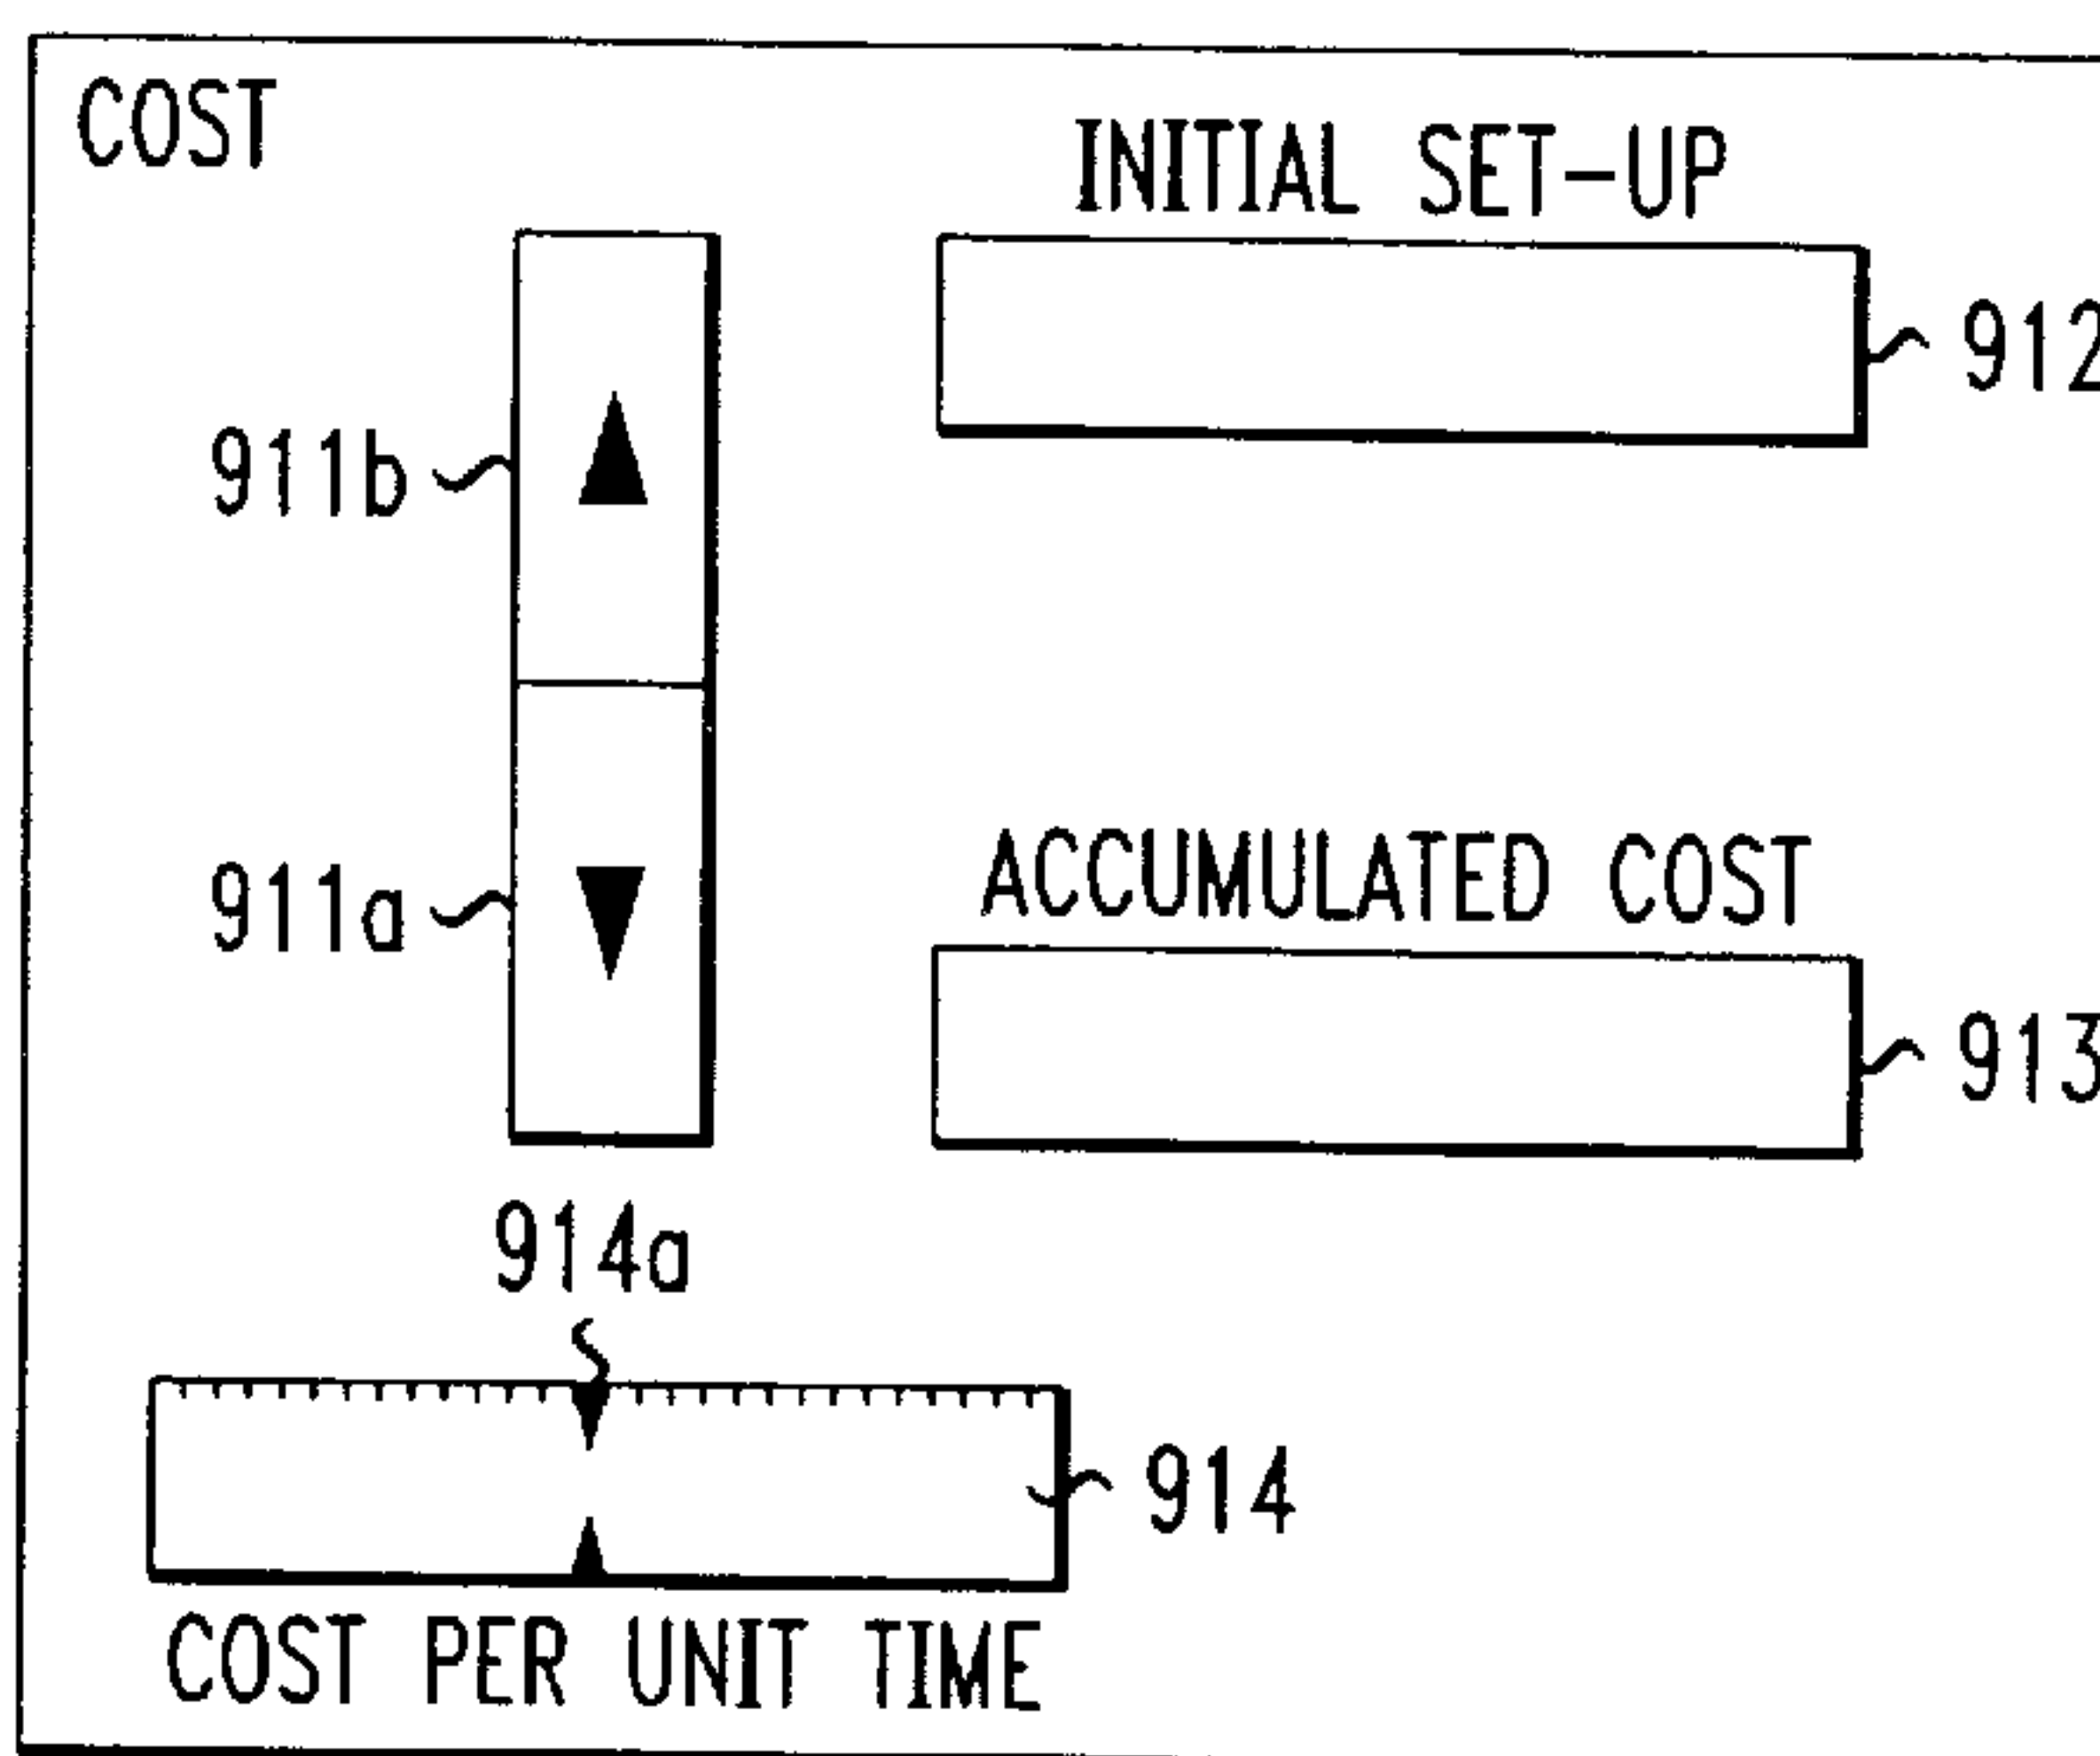 COST
INITIAL SET-UP
912
911b
911a
ACCUMULATED COST
913
914a
914
COST PER UNIT TIME